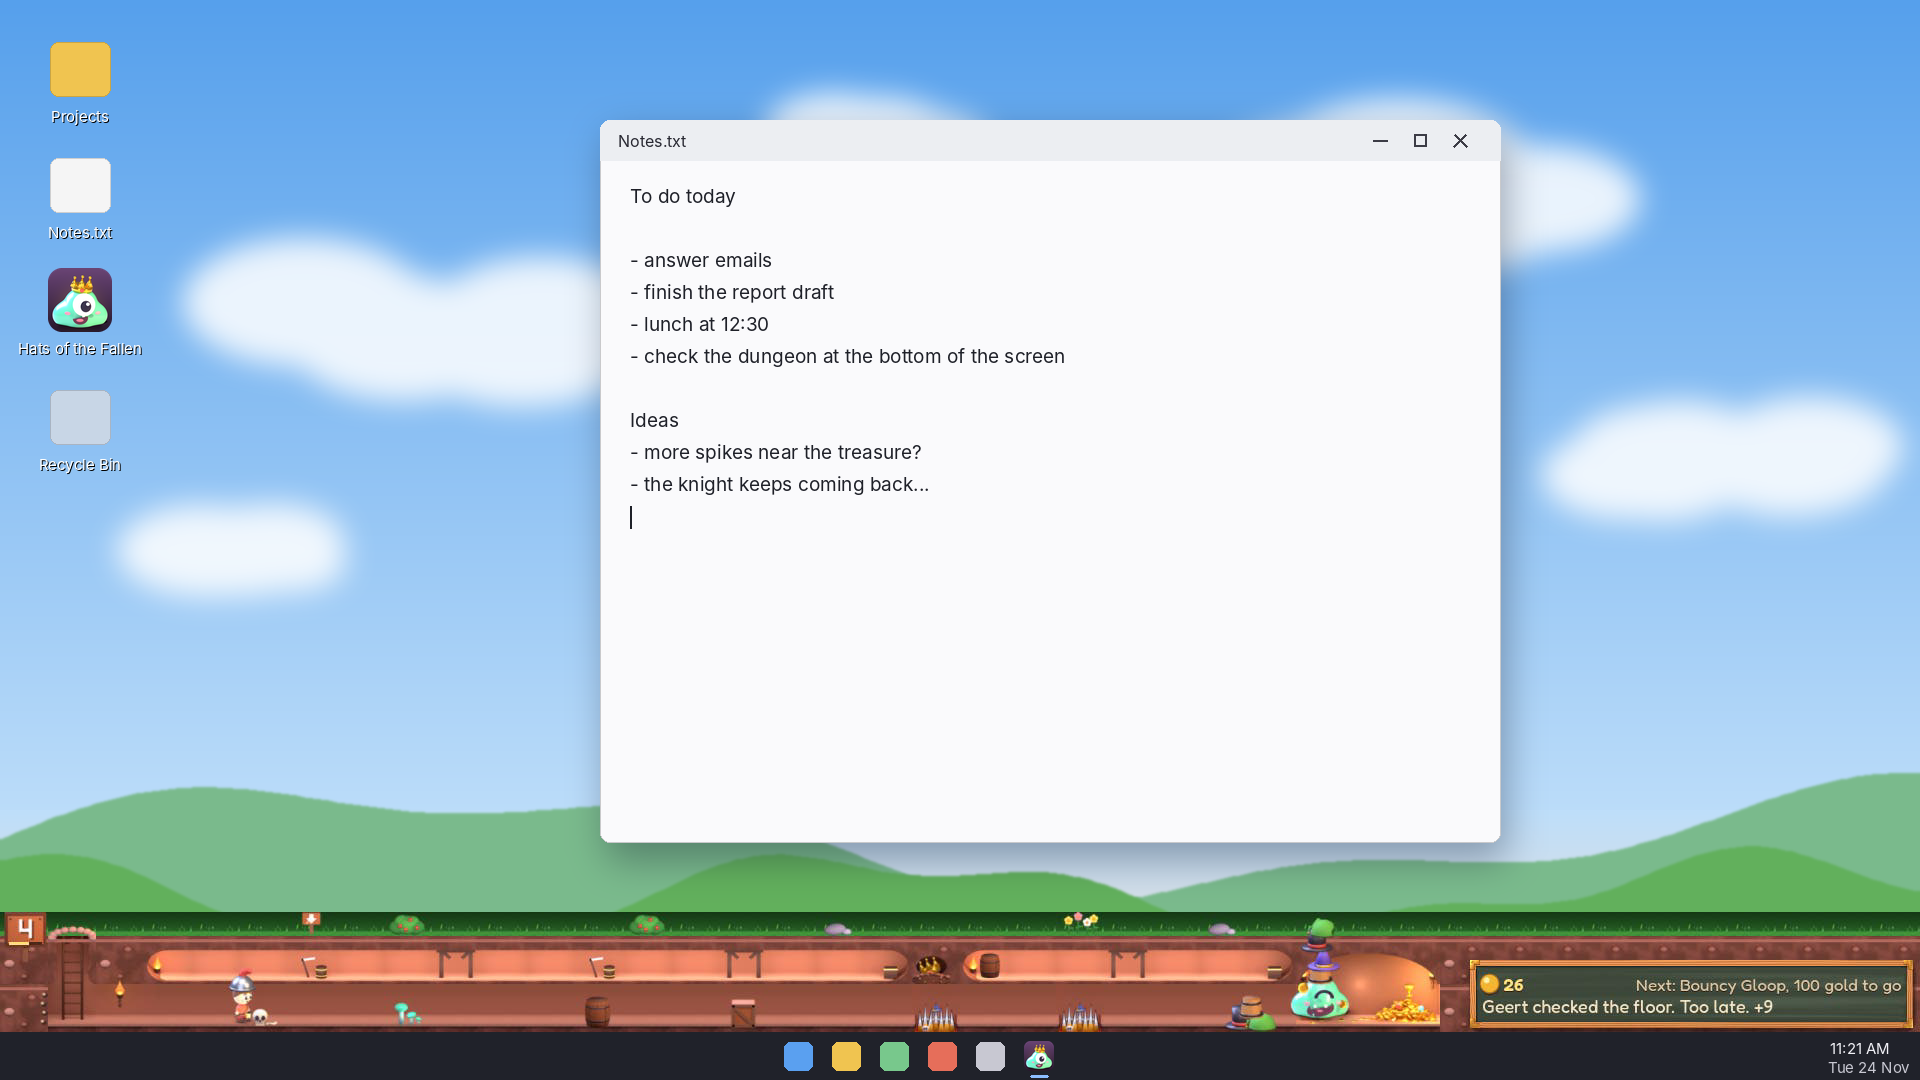 Projects
Notes.txt
Hats of the Fallen
Recycle Bin
Notes.txt
To do today
- answer emails
- finish the report draft
- lunch at 12:30
- check the dungeon at the bottom of the screen
Ideas
- more spikes near the treasure?
- the knight keeps coming back...
4
26
Next: Bouncy Gloop, 100 gold to go
Geert checked the floor. Too late. +9
11:21 AM
Tue 24 Nov